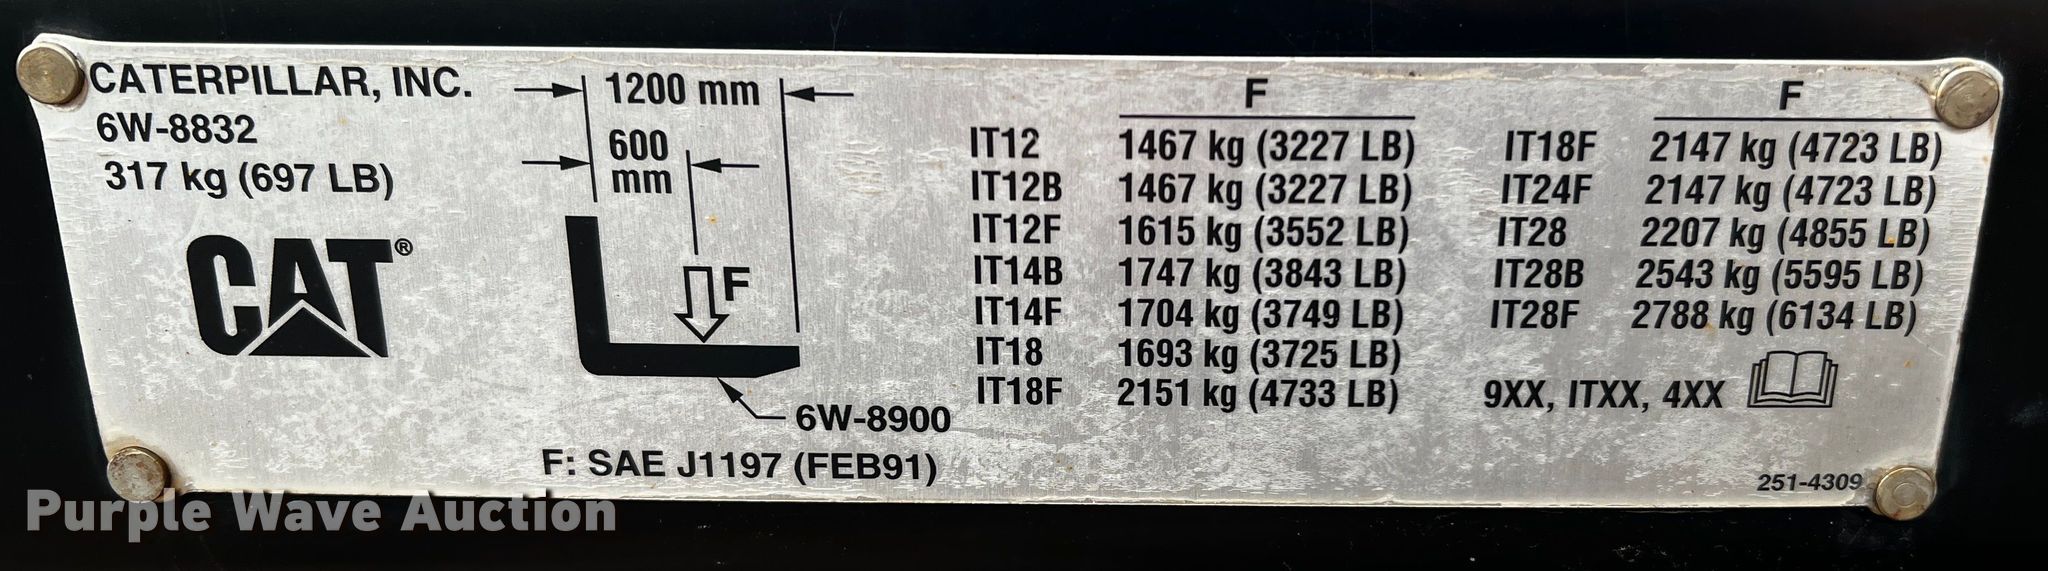 CATERPILLAR, INC.
6W-8832
317 kg (697 LB)
CAT®
1200 mm
600
mm
F
6W-8900
F: SAE J1197 (FEB91)
F
IT12 1467 kg (3227 LB)
IT12B 1467 kg (3227 LB)
IT12F 1615 kg (3552 LB)
IT14B 1747 kg (3843 LB)
IT14F 1704 kg (3749 LB)
IT18 1693 kg (3725 LB)
IT18F 2151 kg (4733 LB)
F
IT18F 2147 kg (4723 LB)
IT24F 2147 kg (4723 LB)
IT28 2207 kg (4855 LB)
IT28B 2543 kg (5595 LB)
IT28F 2788 kg (6134 LB)
9XX, ITXX, 4XX
251-4309
Purple Wave Auction